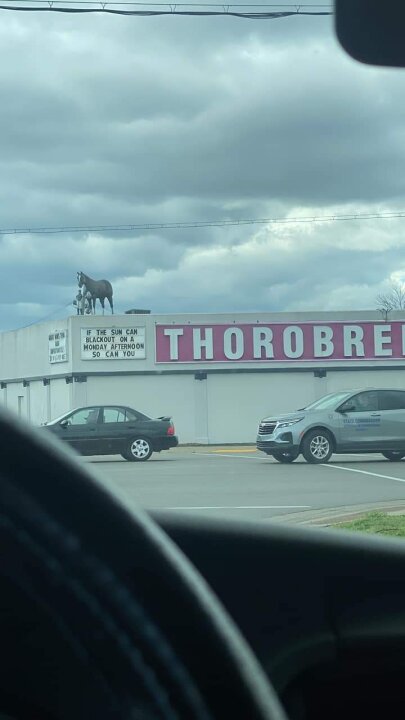 IF THE SUN CAN
BLACKOUT ON A
MONDAY AFTERNOON
SO CAN YOU
THOROBRE